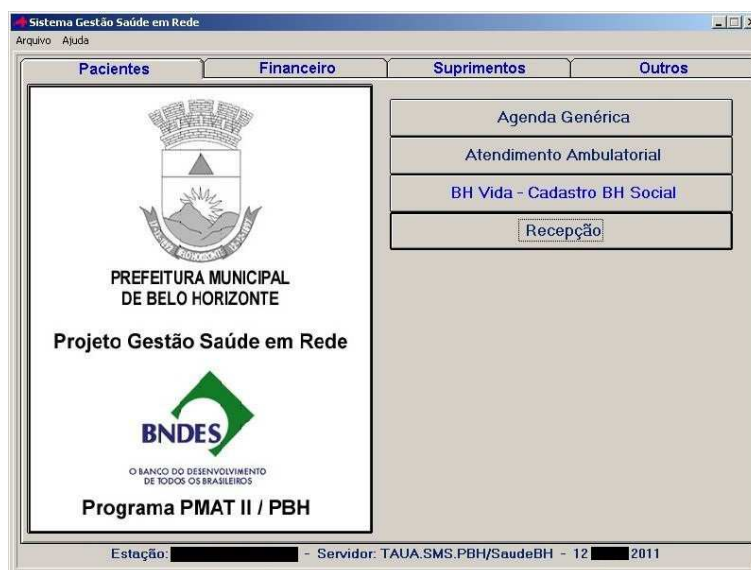 Sistema Gestão Saúde em Rede
Arquivo Ajuda
Pacientes Financeiro Suprimentos Outros
PREFEITURA MUNICIPAL
DE BELO HORIZONTE
Projeto Gestão Saúde em Rede
BNDES
O BANCO DO DESENVOLVIMENTO
DE TODOS OS BRASILEIROS
Programa PMAT II / PBH
Agenda Genérica
Atendimento Ambulatorial
BH Vida - Cadastro BH Social
Recepção
Estação: - Servidor: TAUA.SMS.PBH/SaudeBH - 12 2011